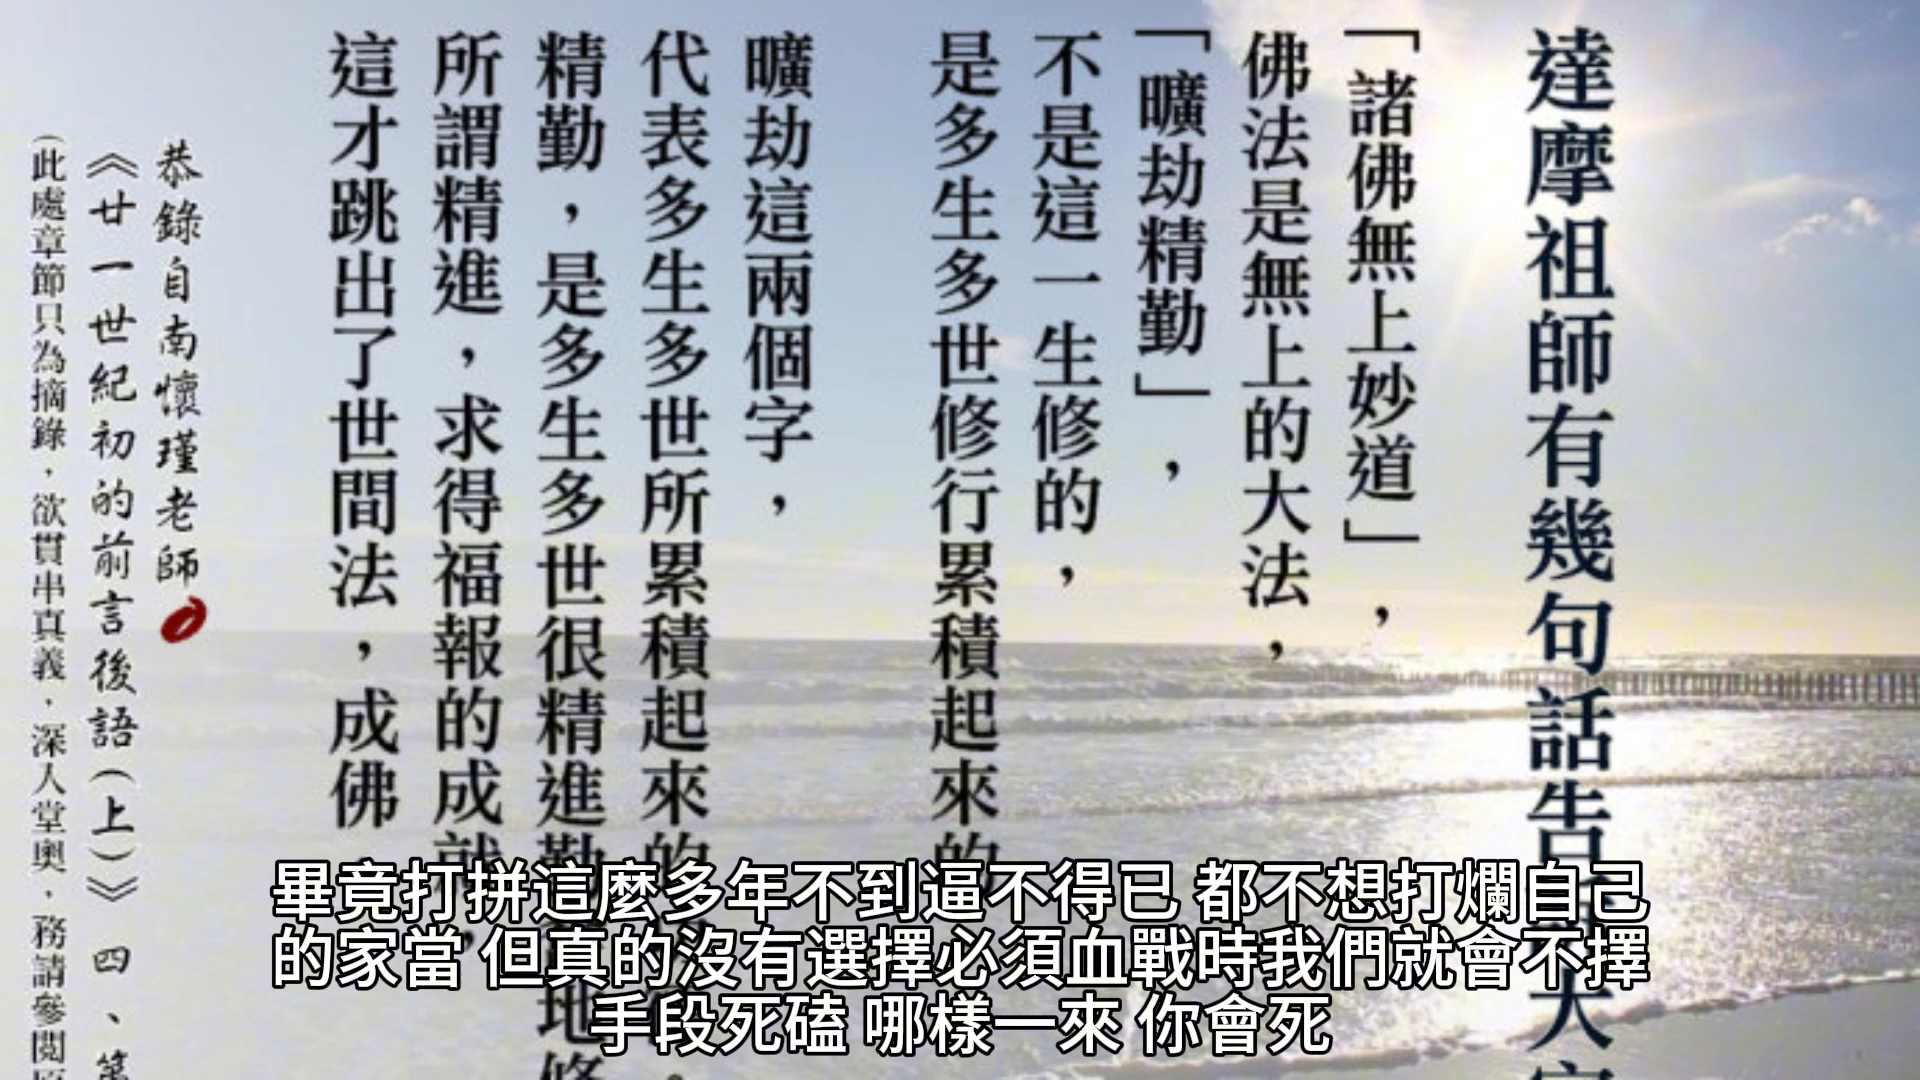 達摩祖師有幾句話告
「諸佛無上妙道」，
佛法是無上的大法，
「曠劫精勤」，
不是這一生修的，
是多生多世修行累積起來的
曠劫這兩個字，
代表多生多世所累積起來的
精勤，是多生多世很精進勤
所謂精進，求得福報的成就，
這才跳出了世間法，成佛。
恭錄自南懷瑾老師
《廿一世紀初的前言後語（上）》四、第
（此處章節只為摘錄，欲貫串真義，深入堂奧，務請參閱原
畢竟打拼這麼多年不到逼不得已 都不想打爛自己
的家當 但真的沒有選擇必須血戰時我們就會不擇
手段死磕 哪樣一來 你會死